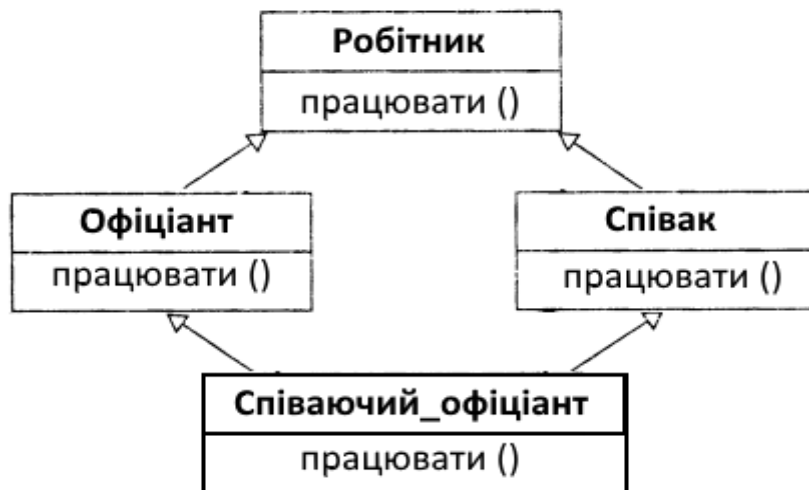 Робітник
працювати ()
Офіціант
працювати ()
Співак
працювати ()
Співаючий_офіціант
працювати ()